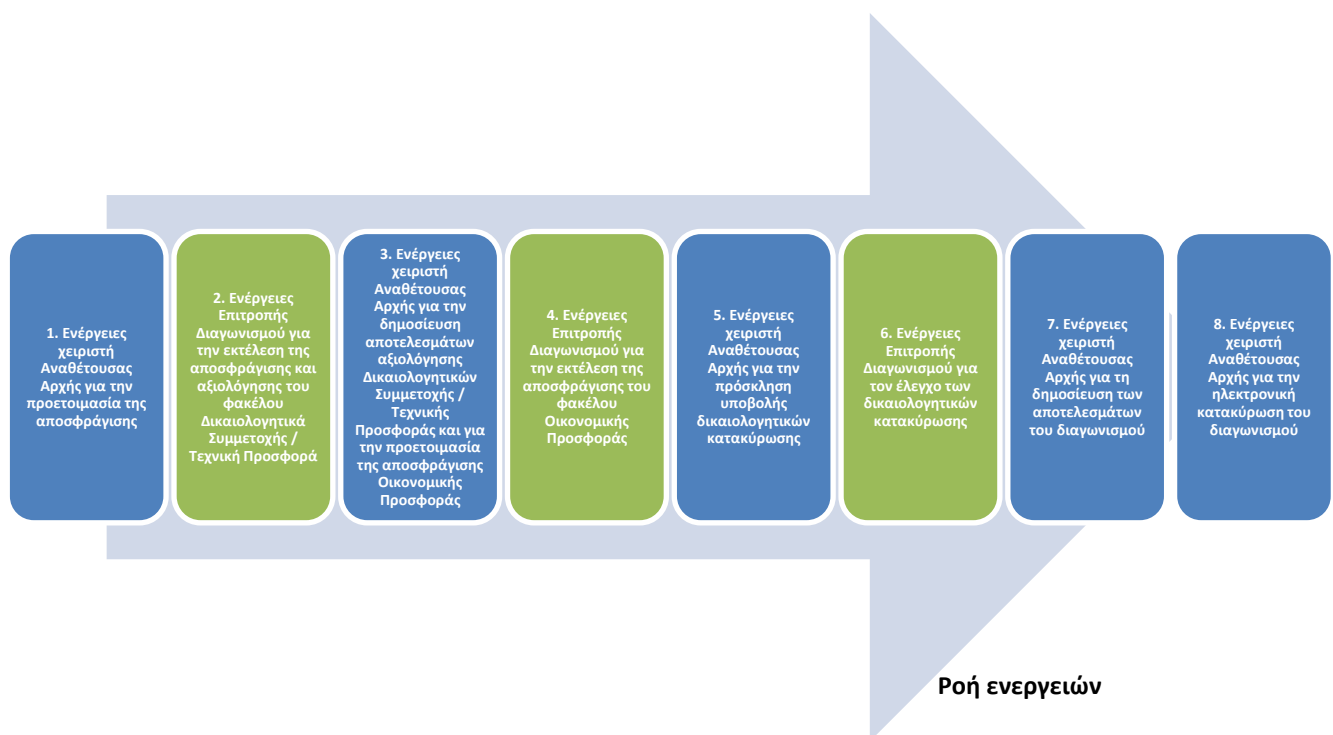 1. Ενέργειες
χειριστή
Αναθέτουσας
Αρχής για την
προετοιμασία της
αποσφράγισης
2. Ενέργειες
Επιτροπής
Διαγωνισμού για
την εκτέλεση της
αποσφράγισης και
αξιολόγησης του
φακέλου
Δικαιολογητικά
Συμμετοχής /
Τεχνική Προσφορά
3. Ενέργειες
χειριστή
Αναθέτουσας
Αρχής για την
δημοσίευση
αποτελεσμάτων
αξιολόγησης
Δικαιολογητικών
Συμμετοχής /
Τεχνικής
Προσφοράς και για
την προετοιμασία
της αποσφράγισης
Οικονομικής
Προσφοράς
4. Ενέργειες
Επιτροπής
Διαγωνισμού για
την εκτέλεση της
αποσφράγισης του
φακέλου
Οικονομικής
Προσφοράς
5. Ενέργειες
χειριστή
Αναθέτουσας
Αρχής για την
πρόσκληση
υποβολής
δικαιολογητικών
κατακύρωσης
6. Ενέργειες
Επιτροπής
Διαγωνισμού για
τον έλεγχο των
δικαιολογητικών
κατακύρωσης
7. Ενέργειες
χειριστή
Αναθέτουσας
Αρχής για τη
δημοσίευση των
αποτελεσμάτων
του διαγωνισμού
8. Ενέργειες
χειριστή
Αναθέτουσας
Αρχής για την
ηλεκτρονική
κατακύρωση του
διαγωνισμού
Ροή ενεργειών